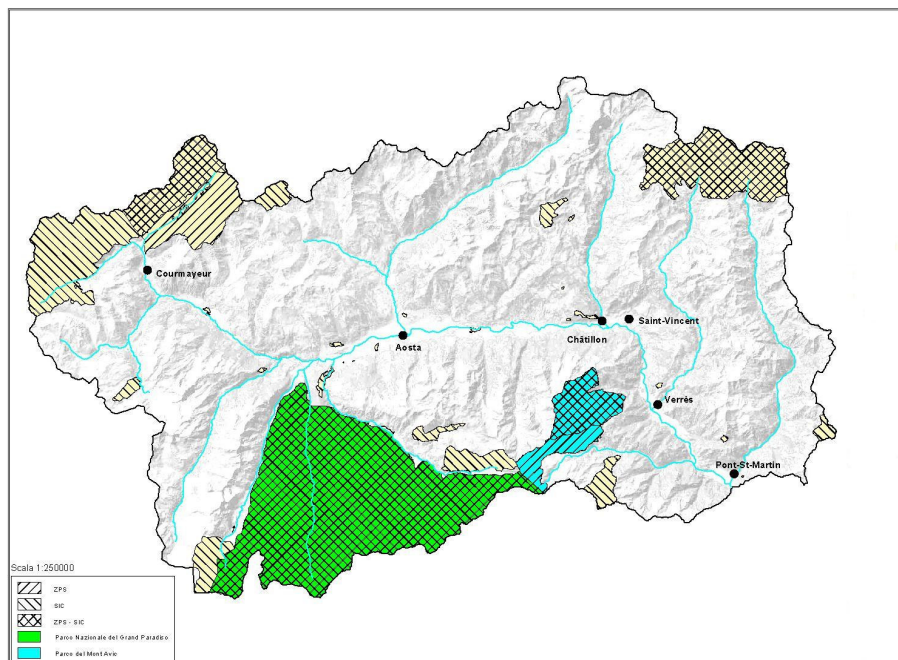 Courmayeur
Saint-Vincent
Châtillon
Aosta
Verrès
Pont-St-Martin
Scala 1:250000
ZPS
SIC
ZPS - SIC
Parco Nazionale del Grand Paradiso
Parco del Mont Avic